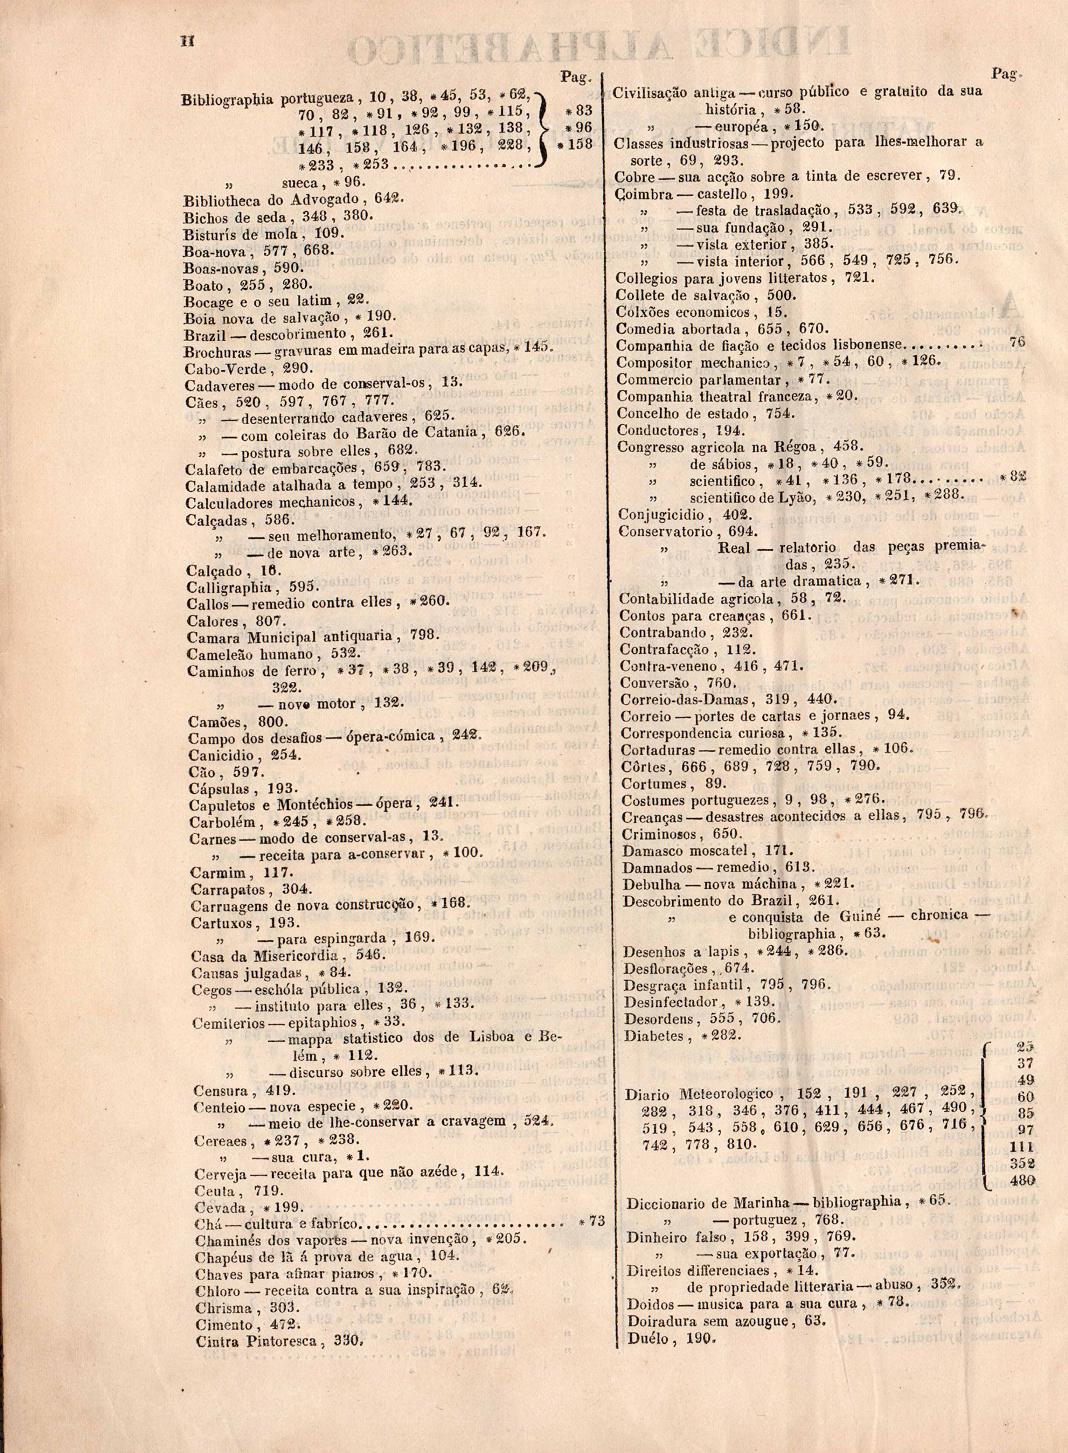 II
Pag.
Bibliographia portugueza, 10, 38, *45, 53, *62,
70, 82, *91, *92, 99, *115, *83
*117, *118, 126, *132, 138, *96
146, 158, 164, *196, 228, *158
*233, *253
„ sueca, *96.
Bibliotheca do Advogado, 642.
Bichos de seda, 348, 380.
Bisturís de mola, 109.
Boa-nova, 577, 668.
Boas-novas, 590.
Boato, 255, 280.
Bocage e o seu latim, 22.
Boia nova de salvação, *190.
Brazil — descobrimento, 261.
Brochuras — gravuras em madeira para as capas, *145.
Cabo-Verde, 290.
Cadaveres — modo de conserval-os, 13.
Cães, 520, 597, 767, 777.
„ — desenterrando cadaveres, 625.
„ — com coleiras do Barão de Catania, 626.
„ — postura sobre elles, 682.
Calafeto de embarcações, 659, 783.
Calamidade atalhada a tempo, 253, 314.
Calculadores mechanicos, *144.
Calçadas, 586.
„ — seu melhoramento, *27, 67, 92, 167.
„ — de nova arte, *263.
Calçado, 16.
Calligraphia, 595.
Callos — remedio contra elles, *260.
Calores, 807.
Camara Municipal antiquaria, 798.
Cameleão humano, 532.
Caminhos de ferro, *37, *38, *39, 142, *209,
322.
„ — novo motor, 132.
Camões, 800.
Campo dos desafios — ópera-cómica, 242.
Canicidio, 254.
Cão, 597.
Cápsulas, 193.
Capuletos e Montéchios — ópera, 241.
Carbolém, *245, *258.
Carnes — modo de conserval-as, 13.
„ — receita para a-conservar, *100.
Carmim, 117.
Carrapatos, 304.
Carruagens de nova construcção, *168.
Cartuxos, 193.
„ — para espingarda, 169.
Casa da Misericordia, 546.
Causas julgadas, *84.
Cegos — eschóla pública, 132.
„ — instituto para elles, 36, *133.
Cemiterios — epitaphios, *33.
„ — mappa statistico dos de Lisboa e Be-
lém, *112.
„ — discurso sobre elles, *113.
Censura, 419.
Centeio — nova especie, *220.
„ — meio de lhe-conservar a cravagem, 524.
Cereaes, *237, *238.
„ — sua cura, *1.
Cerveja — receita para que não azéde, 114.
Ceuta, 719.
Cevada, *199.
Chá — cultura e fabríco........................ *73
Chaminés dos vapores — nova invenção, *205.
Chapéus de lã á prova de agua, 104.
Chaves para afinar pianos, *170.
Chloro — receita contra a sua inspiração, 62.
Chrisma, 303.
Cimento, 472.
Cintra Pintoresca, 330.
Pag.
Civilisação antiga — curso público e gratuito da sua
história, *58.
„ — européa, *150.
Classes industriosas — projecto para lhes-melhorar a
sorte, 69, 293.
Cobre — sua acção sobre a tinta de escrever, 79.
Coimbra — castello, 199.
„ — festa de trasladação, 533, 592, 639.
„ — sua fundação, 291.
„ — vista exterior, 385.
„ — vista interior, 566, 549, 725, 756.
Collegios para jovens litteratos, 721.
Collete de salvação, 500.
Colxões economicos, 15.
Comedia abortada, 655, 670.
Companhia de fiação e tecidos lisbonense.......... 76
Compositor mechanico, *7, *54, 60, *126.
Commercio parlamentar, *77.
Companhia theatral franceza, *20.
Concelho de estado, 754.
Conductores, 194.
Congresso agricola na Régoa, 458.
„ de sábios, *18, *40, *59.
„ scientifico, *41, *136, *178......... *82
„ scientifico de Lyão, *230, *251, *288.
Conjugicidio, 402.
Conservatorio, 694.
„ Real — relatório das peças premia-
das, 235.
„ — da arte dramatica, *271.
Contabilidade agricola, 58, 72.
Contos para creanças, 661.
Contrabando, 232.
Contrafacção, 112.
Contra-veneno, 416, 471.
Conversão, 760.
Correio-das-Damas, 319, 440.
Correio — portes de cartas e jornaes, 94.
Correspondencia curiosa, *135.
Cortaduras — remedio contra ellas, *106.
Côrtes, 666, 689, 728, 759, 790.
Cortumes, 89.
Costumes portuguezes, 9, 98, *276.
Creanças — desastres acontecidos a ellas, 795, 796.
Criminosos, 650.
Damasco moscatel, 171.
Damnados — remedio, 613.
Debulha — nova máchina, *221.
Descobrimento do Brazil, 261.
„ e conquista de Guiné — chronica —
bibliographia, *63.
Desenhos a lapis, *244, *286.
Desflorações, 674.
Desgraça infantil, 795, 796.
Desinfectador, *139.
Desordens, 555, 706.
Diabetes, *282.
25
37
49
Diario Meteorologico, 152, 191, 227, 252, 60
282, 318, 346, 376, 411, 444, 467, 490, 85
519, 543, 558, 610, 629, 656, 676, 716, 97
742, 778, 810. 111
352
480
Diccionario de Marinha — bibliographia, *65.
„ — portuguez, 768.
Dinheiro falso, 158, 399, 769.
„ — sua exportação, 77.
Direitos differenciaes, *14.
„ de propriedade litteraria — abuso, 352.
Doidos — musica para a sua cura, *78.
Doiradura sem azougue, 63.
Duélo, 190.